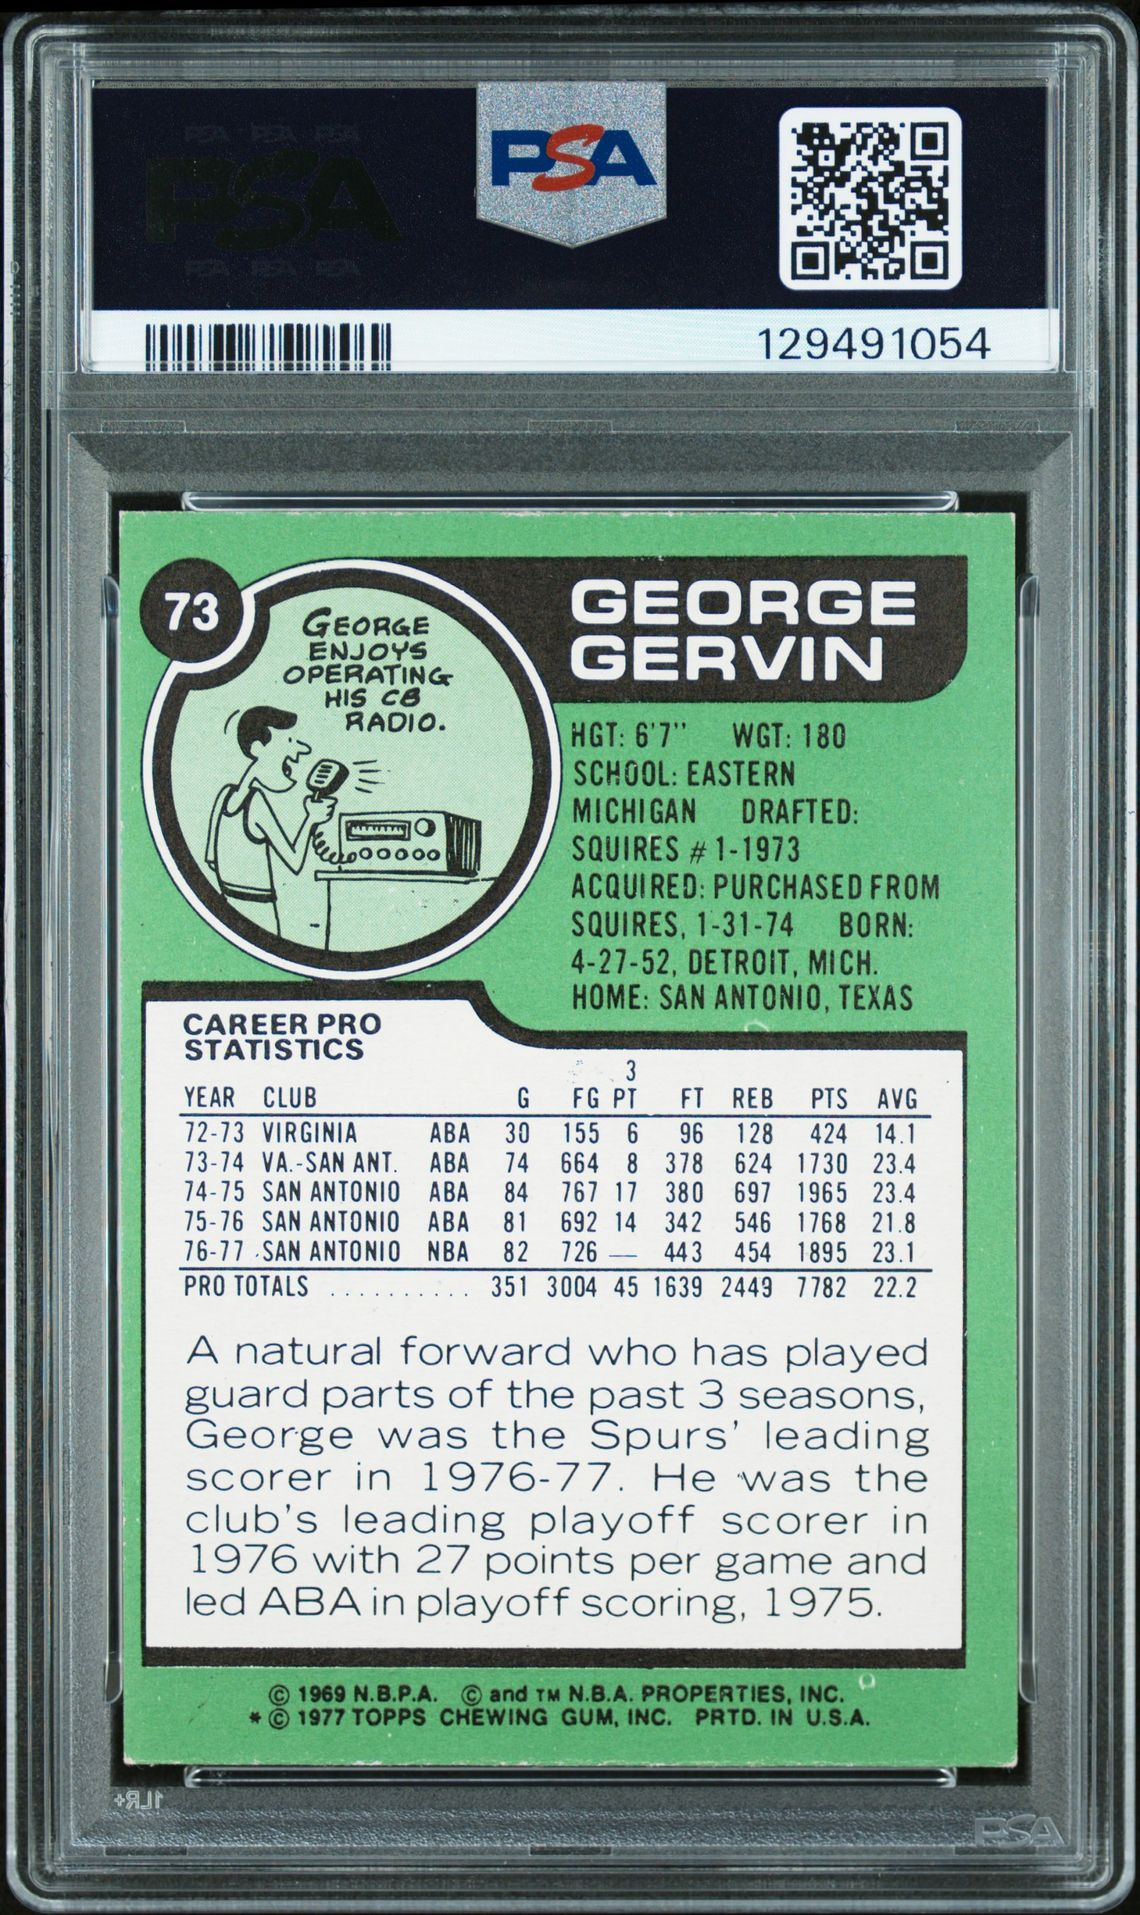 PSA PSA PSA
PSA
PSA PSA PSA
PSA
129491054
73
GEORGE
ENJOYS
OPERATING
HIS CB
RADIO.
GEORGE
GERVIN
HGT: 6'7" WGT: 180
SCHOOL: EASTERN
MICHIGAN DRAFTED:
SQUIRES # 1-1973
ACQUIRED: PURCHASED FROM
SQUIRES, 1-31-74 BORN:
4-27-52, DETROIT, MICH.
HOME: SAN ANTONIO, TEXAS
CAREER PRO
STATISTICS
3
YEAR CLUB G FG PT FT REB PTS AVG
72-73 VIRGINIA ABA 30 155 6 96 128 424 14.1
73-74 VA.-SAN ANT. ABA 74 664 8 378 624 1730 23.4
74-75 SAN ANTONIO ABA 84 767 17 380 697 1965 23.4
75-76 SAN ANTONIO ABA 81 692 14 342 546 1768 21.8
76-77 SAN ANTONIO NBA 82 726 — 443 454 1895 23.1
PRO TOTALS .......... 351 3004 45 1639 2449 7782 22.2
A natural forward who has played
guard parts of the past 3 seasons,
George was the Spurs' leading
scorer in 1976-77. He was the
club's leading playoff scorer in
1976 with 27 points per game and
led ABA in playoff scoring, 1975.
© 1969 N.B.P.A. © and TM N.B.A. PROPERTIES, INC.
* © 1977 TOPPS CHEWING GUM, INC. PRTD. IN U.S.A.
1LR+
PSA